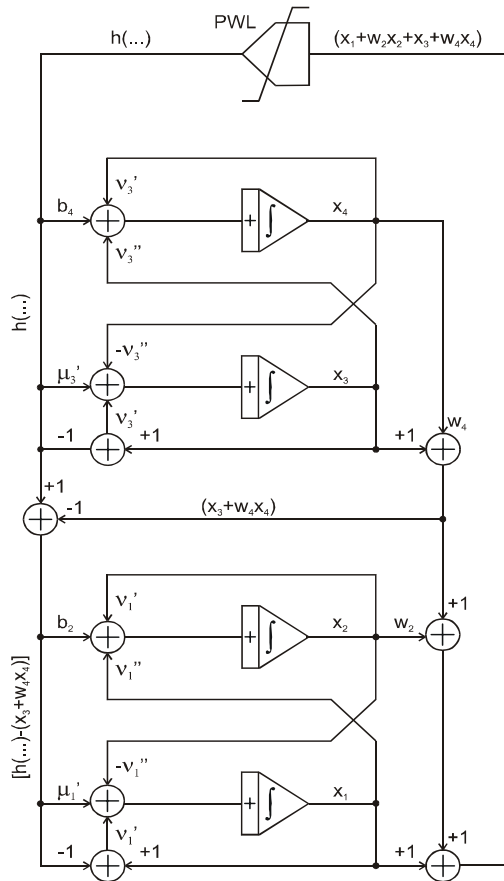 PWL
h(...)
(x₁+w₂x₂+x₃+w₄x₄)
ν₃'
b₄
+
∫
x₄
ν₃"
h(...)
-ν₃"
μ₃'
+
∫
x₃
ν₃'
-1
+1
+1
w₄
+1
-1
(x₃+w₄x₄)
ν₁'
+1
b₂
+
∫
x₂
w₂
ν₁"
[h(...)-(x₃+w₄x₄)]
-ν₁"
μ₁'
+
∫
x₁
ν₁'
+1
-1
+1
+1